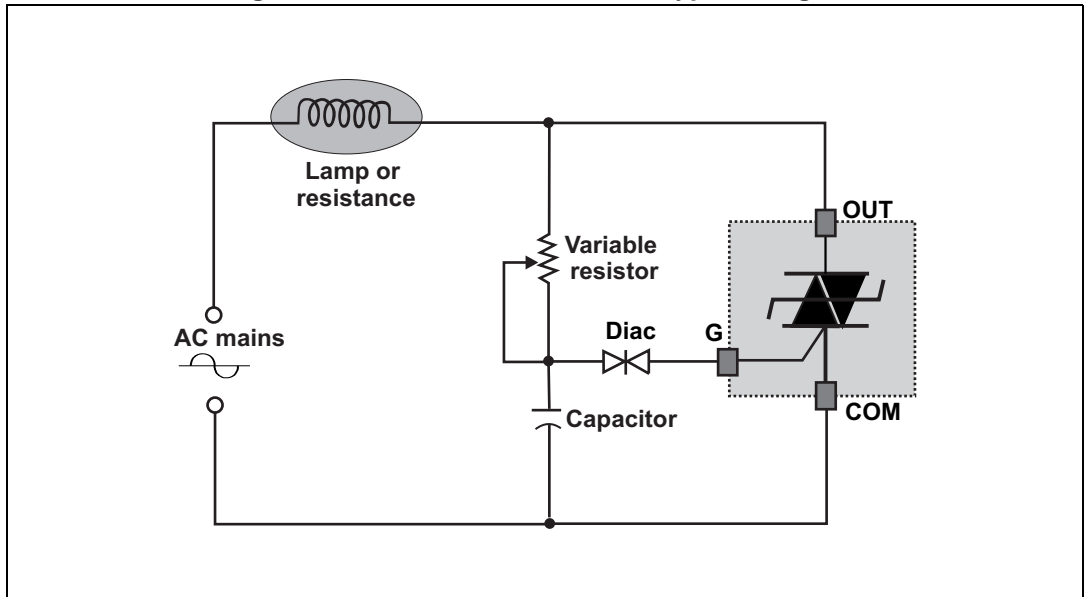 Lamp or
resistance
OUT
Variable
resistor
AC mains
Diac
G
Capacitor
COM